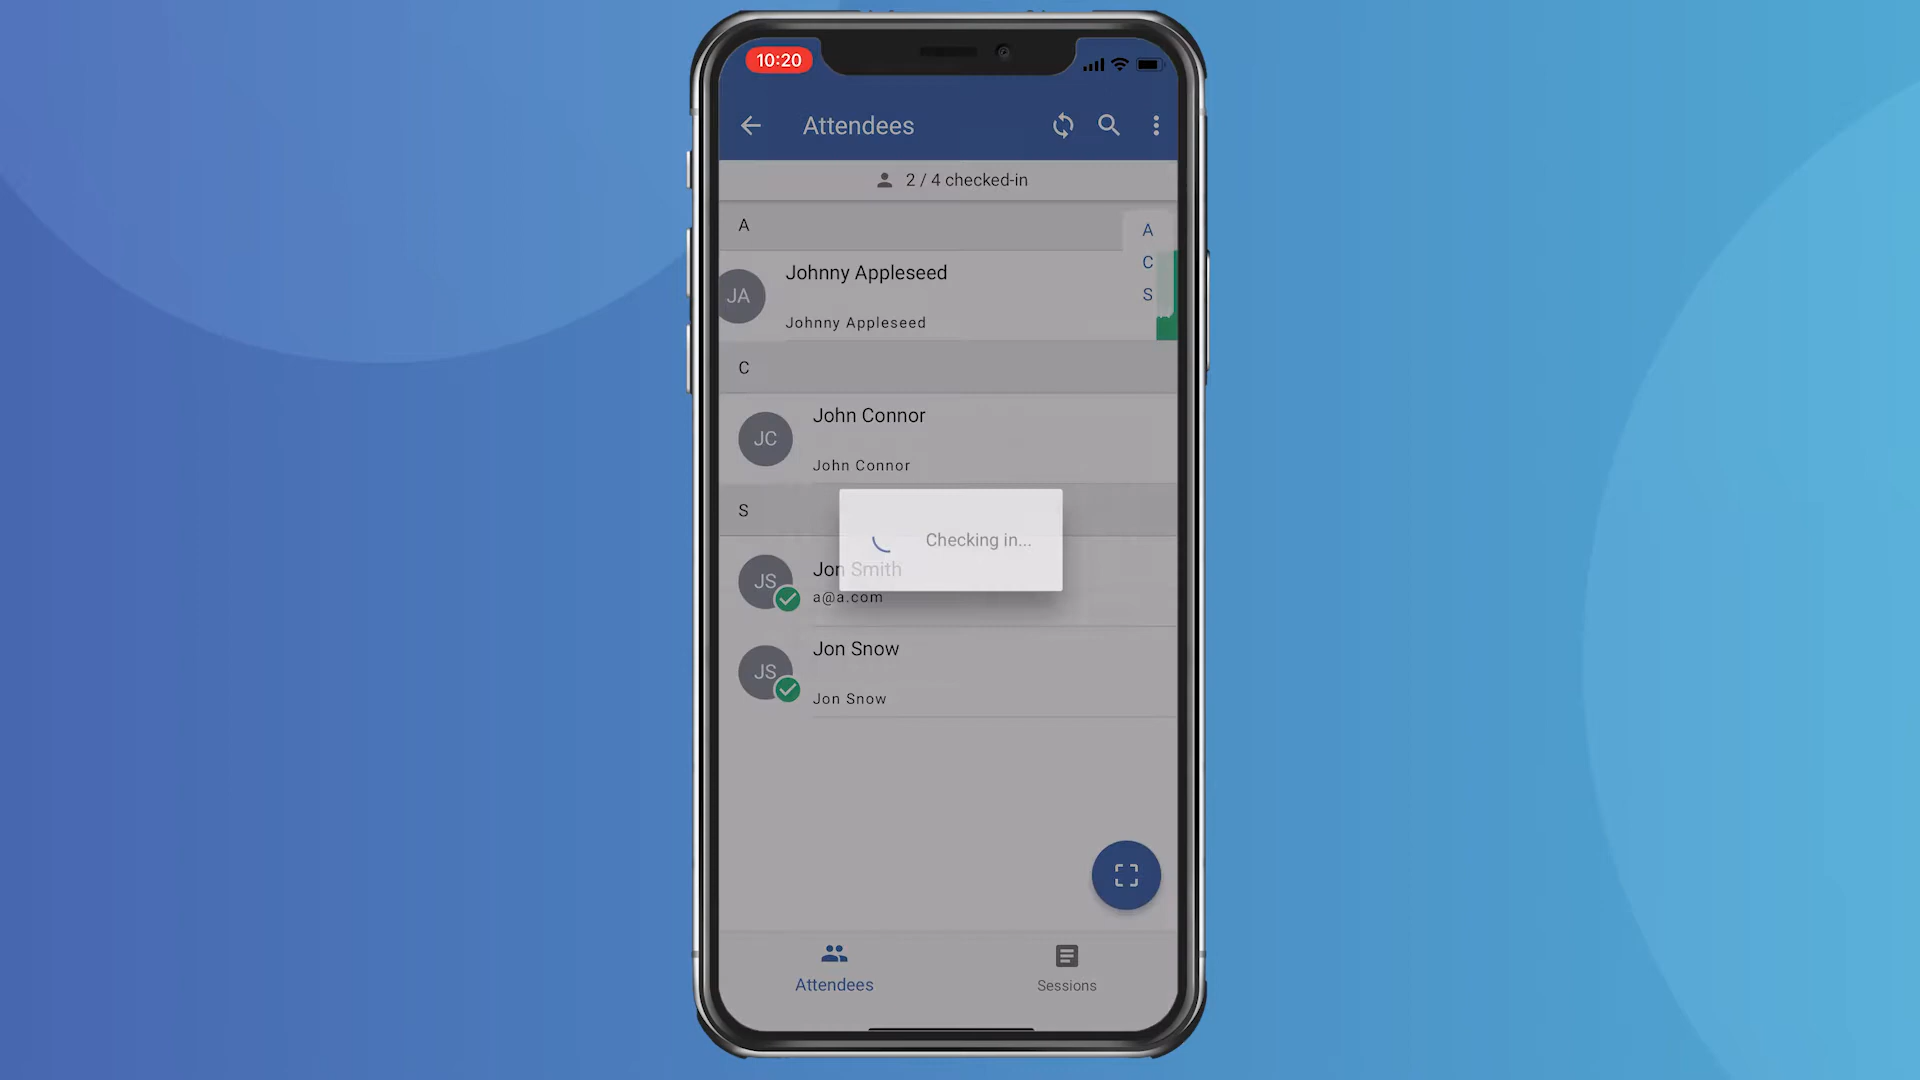 10:20
Attendees
2 / 4 checked-in
A
A
C
S
JA
Johnny Appleseed
Johnny Appleseed
C
JC
John Connor
John Connor
S
Checking in...
JS
Jon Smith
a@a.com
JS
Jon Snow
Jon Snow
Attendees
Sessions